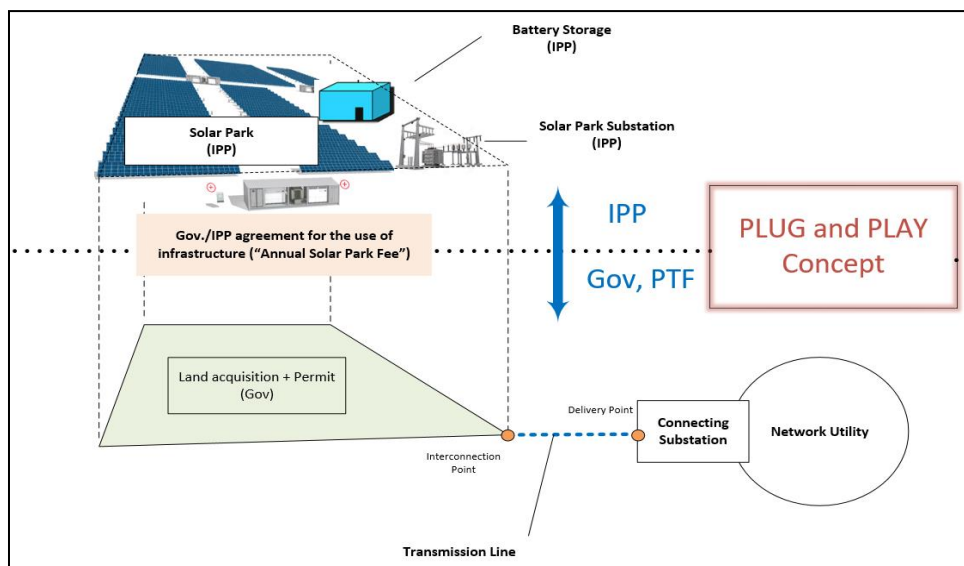 Battery Storage
(IPP)
Solar Park
(IPP)
Solar Park Substation
(IPP)
Gov./IPP agreement for the use of
infrastructure (“Annual Solar Park Fee”)
IPP
Gov, PTF
PLUG and PLAY
Concept
Land acquisition + Permit
(Gov)
Interconnection
Point
Delivery Point
Connecting
Substation
Network Utility
Transmission Line